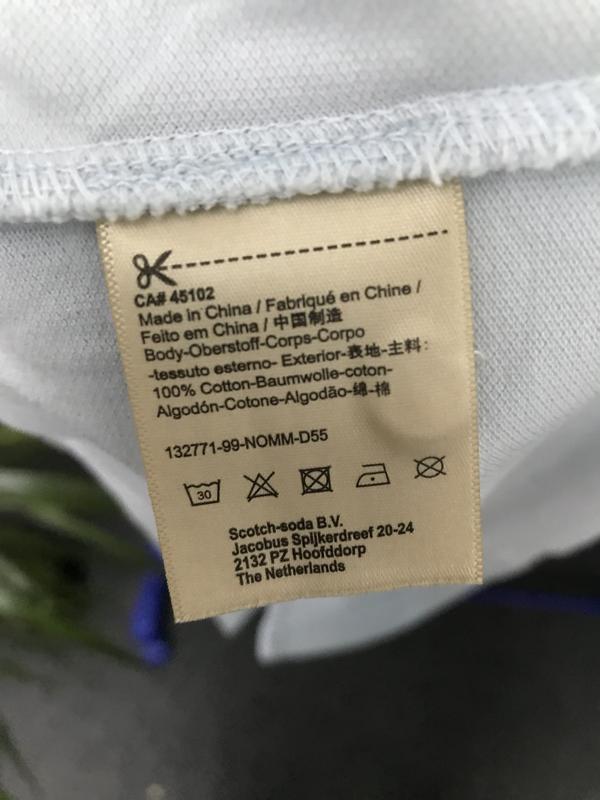 CA# 45102
Made in China / Fabriqué en Chine /
Feito em China / 中国制造
Body-Oberstoff-Corps-Corpo
-tessuto esterno- Exterior-表地-主料:
100% Cotton-Baumwolle-coton-
Algodón-Cotone-Algodão-綿-棉
132771-99-NOMM-D55
30
Scotch-soda B.V.
Jacobus Spijkerdreef 20-24
2132 PZ Hoofddorp
The Netherlands